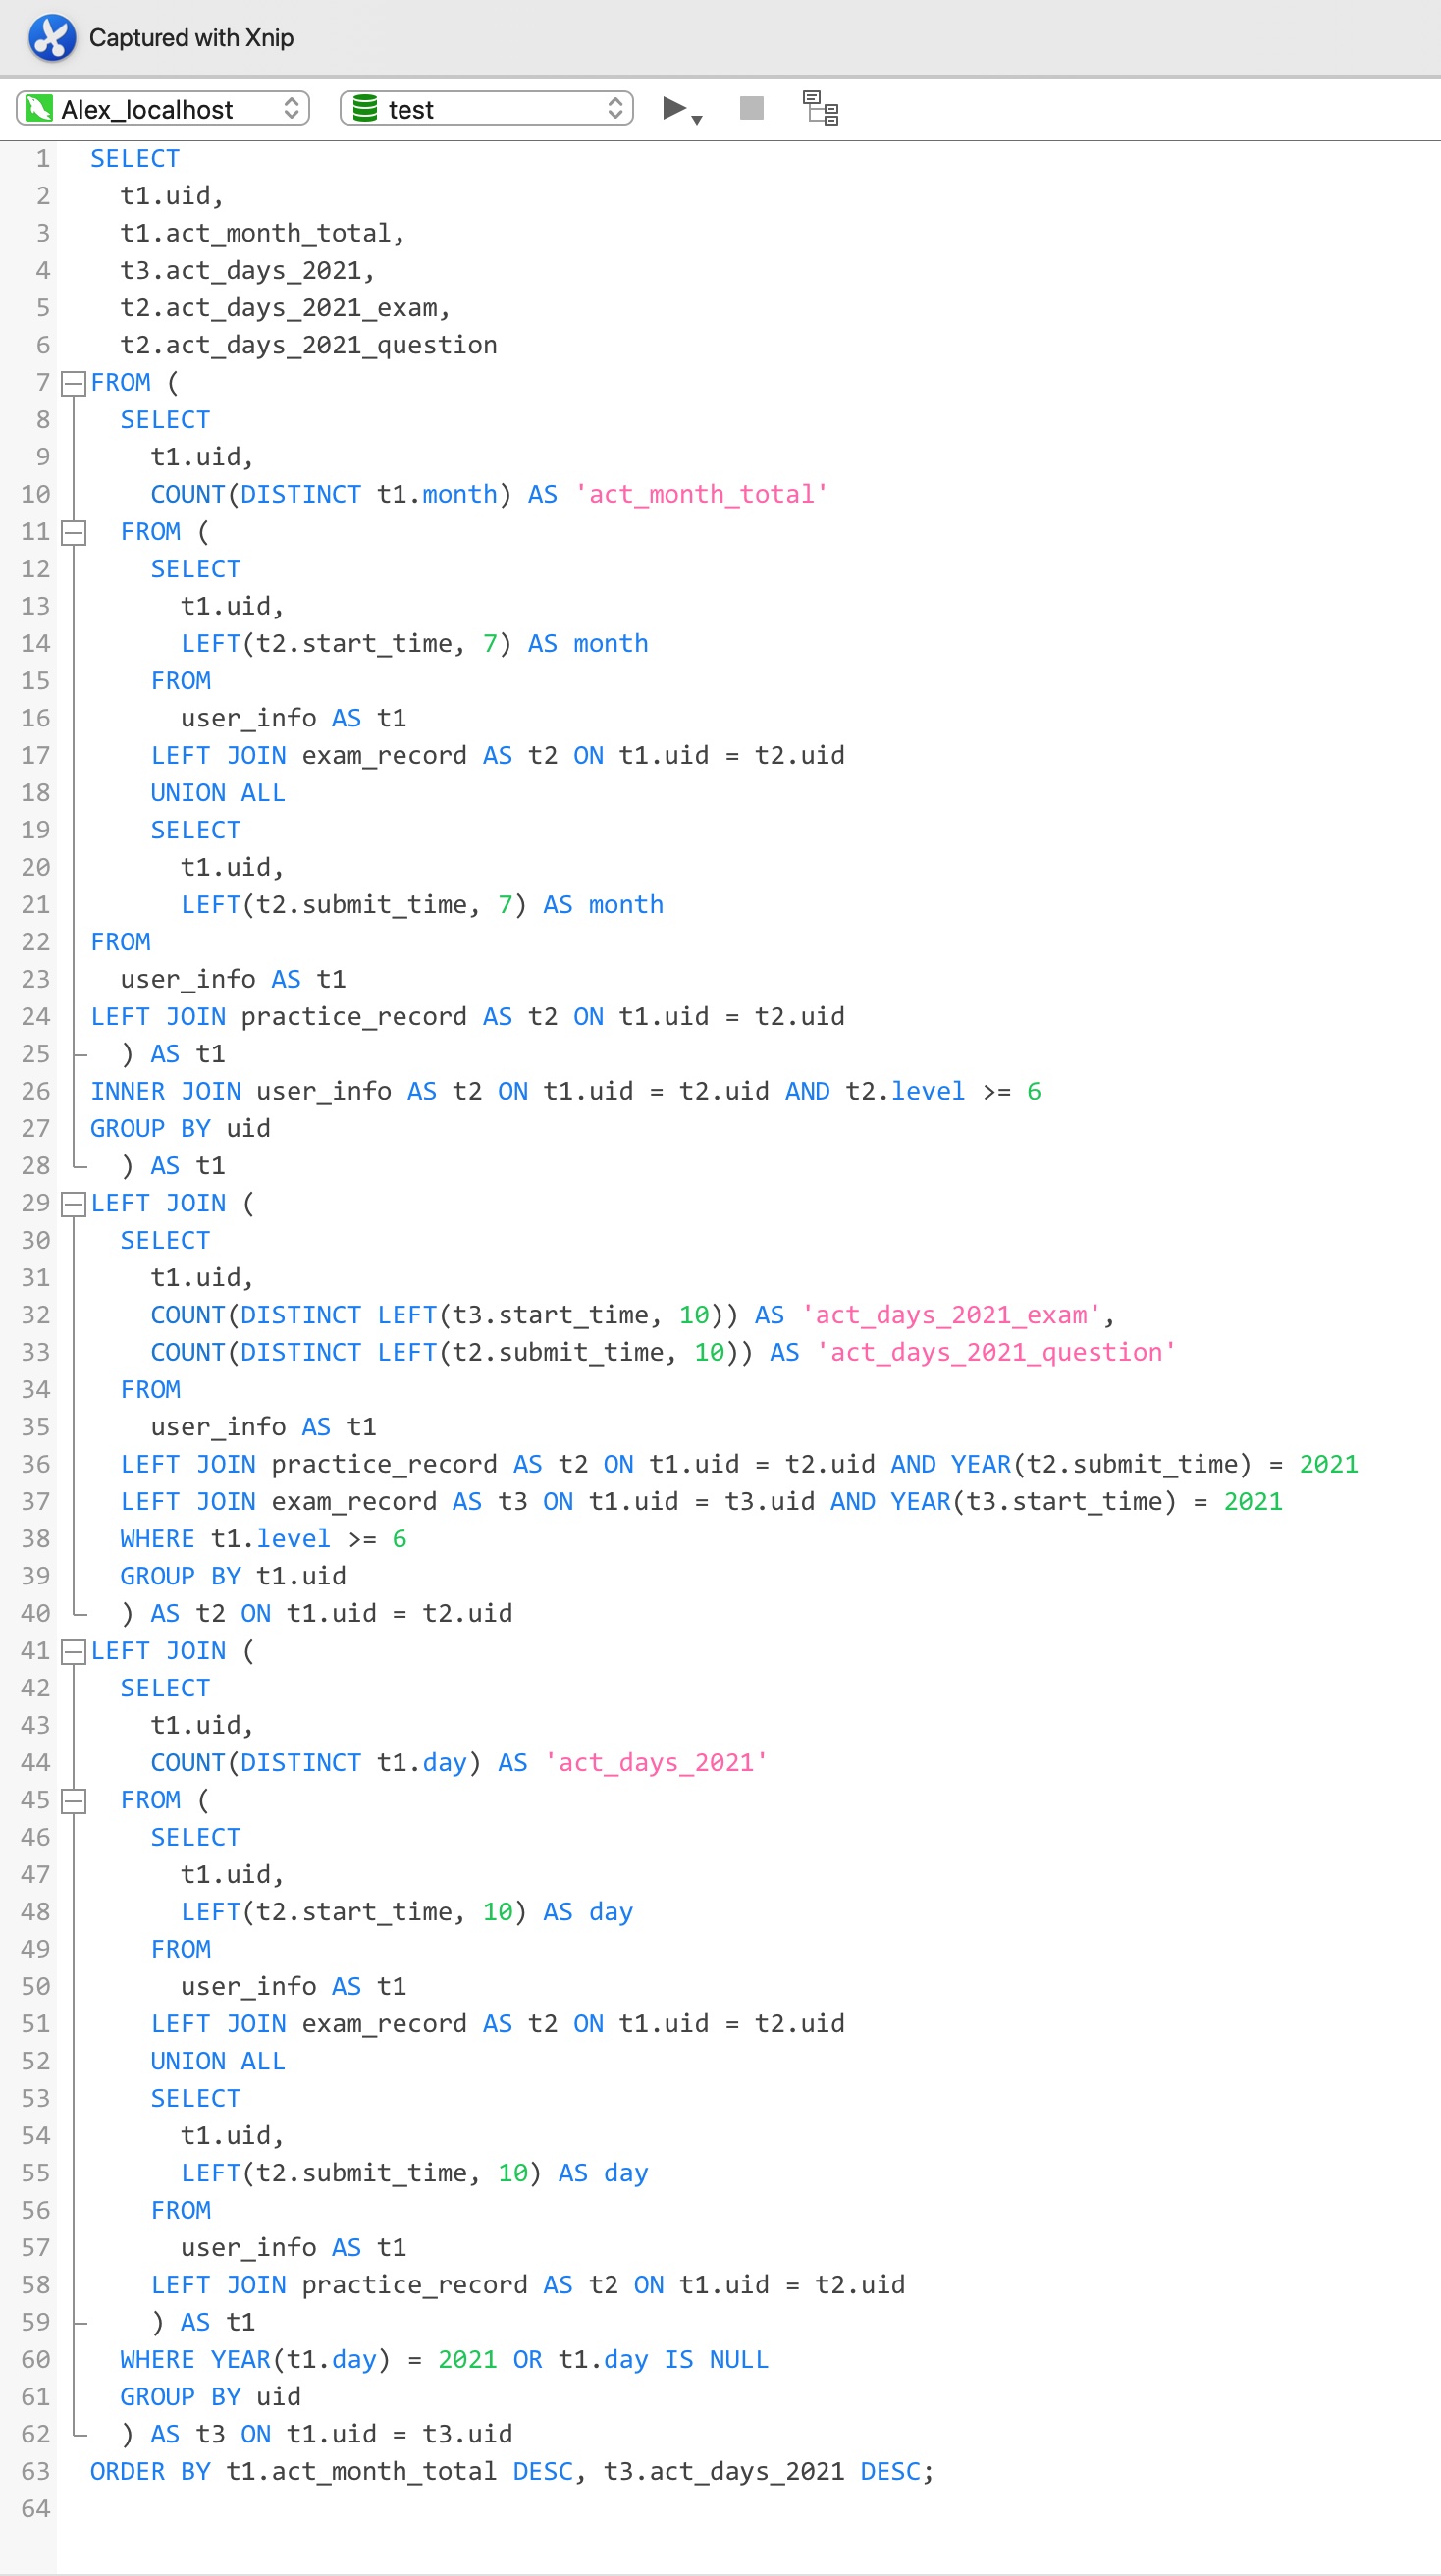 Captured with Xnip
Alex_localhost test
1 SELECT
2 t1.uid,
3 t1.act_month_total,
4 t3.act_days_2021,
5 t2.act_days_2021_exam,
6 t2.act_days_2021_question
7 FROM (
8 SELECT
9 t1.uid,
10 COUNT(DISTINCT t1.month) AS 'act_month_total'
11 FROM (
12 SELECT
13 t1.uid,
14 LEFT(t2.start_time, 7) AS month
15 FROM
16 user_info AS t1
17 LEFT JOIN exam_record AS t2 ON t1.uid = t2.uid
18 UNION ALL
19 SELECT
20 t1.uid,
21 LEFT(t2.submit_time, 7) AS month
22 FROM
23 user_info AS t1
24 LEFT JOIN practice_record AS t2 ON t1.uid = t2.uid
25 ) AS t1
26 INNER JOIN user_info AS t2 ON t1.uid = t2.uid AND t2.level >= 6
27 GROUP BY uid
28 ) AS t1
29 LEFT JOIN (
30 SELECT
31 t1.uid,
32 COUNT(DISTINCT LEFT(t3.start_time, 10)) AS 'act_days_2021_exam',
33 COUNT(DISTINCT LEFT(t2.submit_time, 10)) AS 'act_days_2021_question'
34 FROM
35 user_info AS t1
36 LEFT JOIN practice_record AS t2 ON t1.uid = t2.uid AND YEAR(t2.submit_time) = 2021
37 LEFT JOIN exam_record AS t3 ON t1.uid = t3.uid AND YEAR(t3.start_time) = 2021
38 WHERE t1.level >= 6
39 GROUP BY t1.uid
40 ) AS t2 ON t1.uid = t2.uid
41 LEFT JOIN (
42 SELECT
43 t1.uid,
44 COUNT(DISTINCT t1.day) AS 'act_days_2021'
45 FROM (
46 SELECT
47 t1.uid,
48 LEFT(t2.start_time, 10) AS day
49 FROM
50 user_info AS t1
51 LEFT JOIN exam_record AS t2 ON t1.uid = t2.uid
52 UNION ALL
53 SELECT
54 t1.uid,
55 LEFT(t2.submit_time, 10) AS day
56 FROM
57 user_info AS t1
58 LEFT JOIN practice_record AS t2 ON t1.uid = t2.uid
59 ) AS t1
60 WHERE YEAR(t1.day) = 2021 OR t1.day IS NULL
61 GROUP BY uid
62 ) AS t3 ON t1.uid = t3.uid
63 ORDER BY t1.act_month_total DESC, t3.act_days_2021 DESC;
64